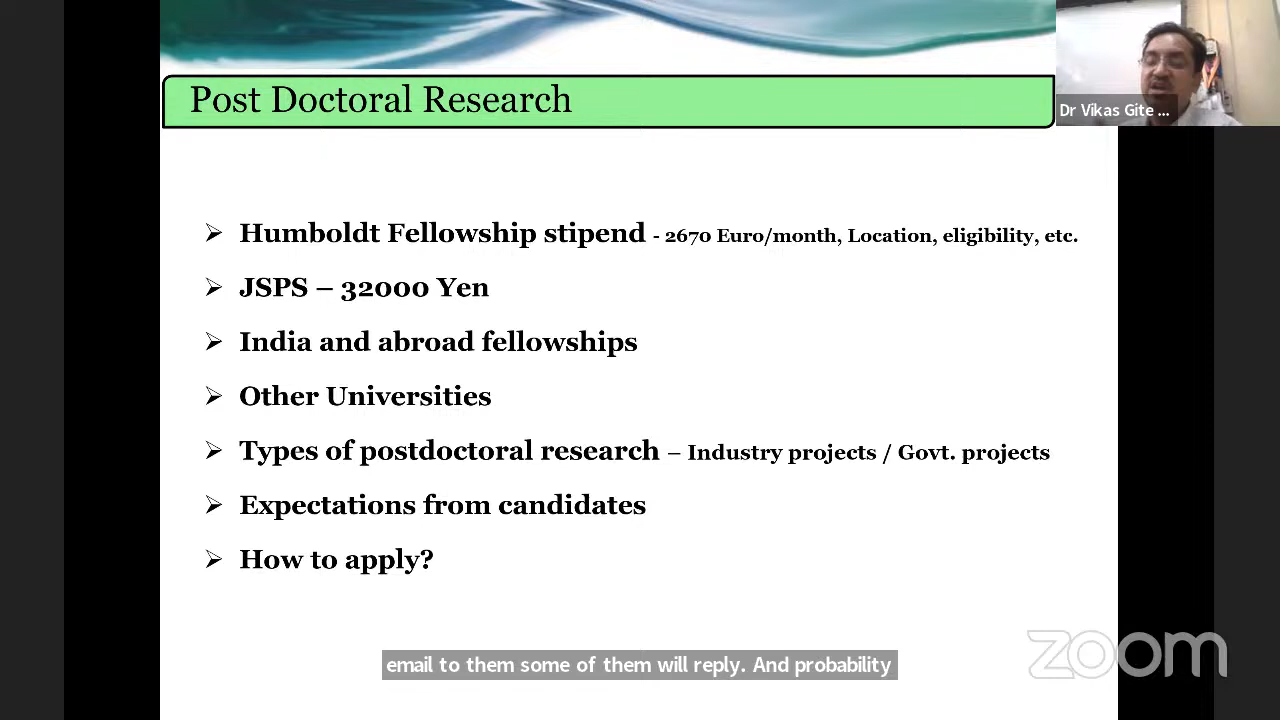 Post Doctoral Research
Dr Vikas Gite ...
Humboldt Fellowship stipend - 2670 Euro/month, Location, eligibility, etc.
JSPS – 32000 Yen
India and abroad fellowships
Other Universities
Types of postdoctoral research – Industry projects / Govt. projects
Expectations from candidates
How to apply?
email to them some of them will reply. And probability
zoom